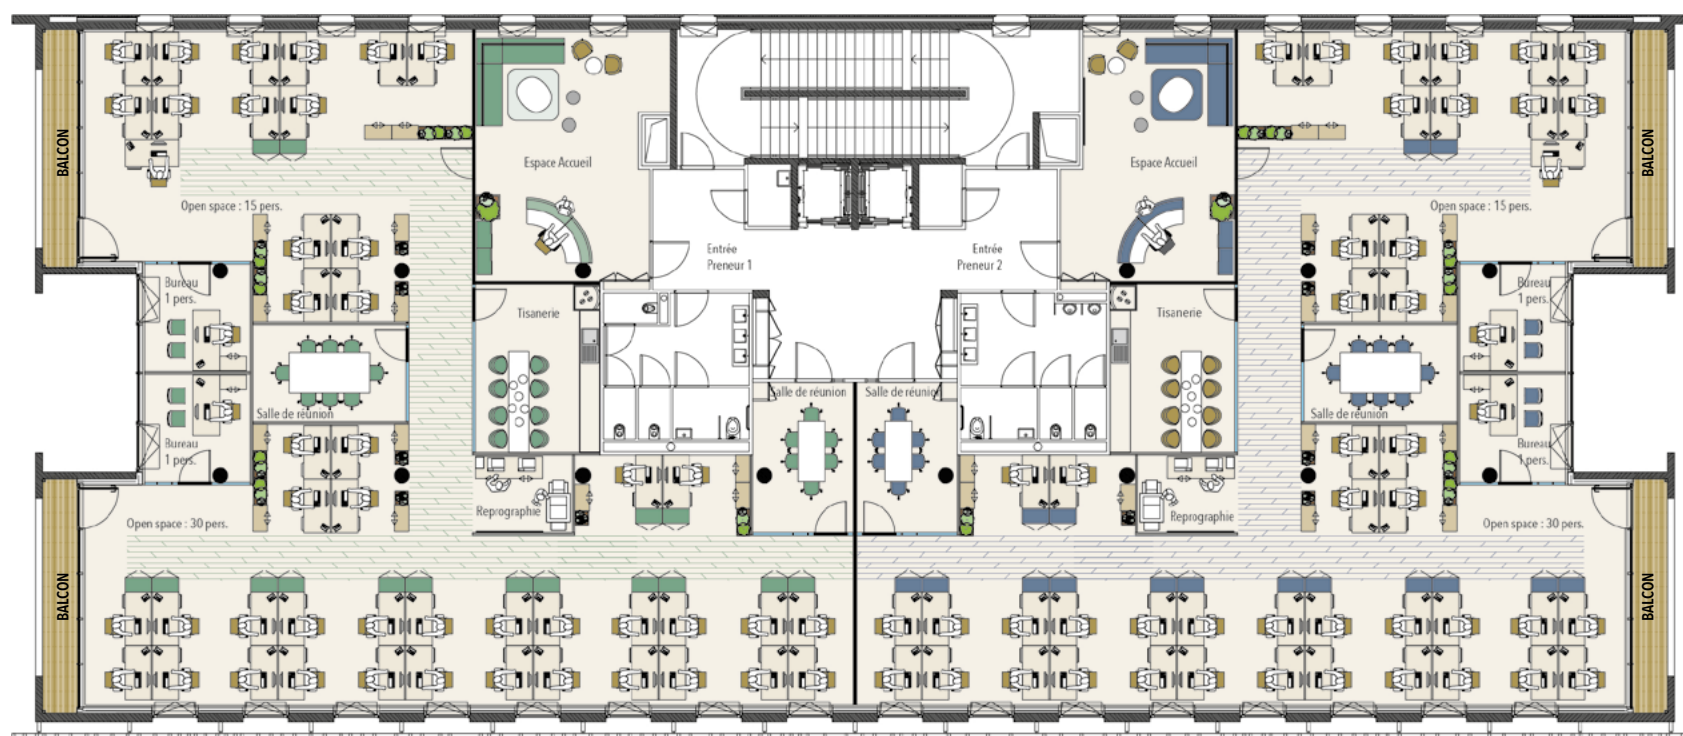 BALCON
Espace Accueil
Espace Accueil
BALCON
Open space : 15 pers.
Open space : 15 pers.
Entrée
Preneur 1
Entrée
Preneur 2
Bureau
1 pers.
Tisanerie
Tisanerie
Bureau
1 pers.
Salle de réunion
Salle de réunion
Salle de réunion
Salle de réunion
Bureau
1 pers.
Bureau
1 pers.
Reprographie
Reprographie
Open space : 30 pers.
Open space : 30 pers.
BALCON
BALCON